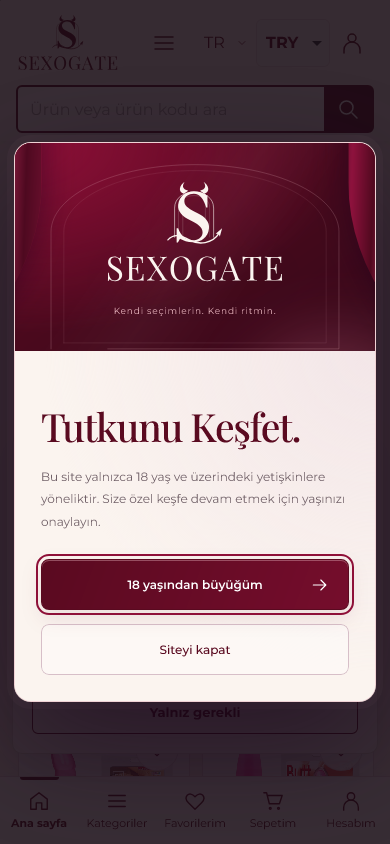 SEXOGATE
TR
TRY
Ürün veya ürün kodu ara
S
SEXOGATE
Kendi seçimlerin. Kendi ritmin.
Tutkunu Keşfet.
Bu site yalnızca 18 yaş ve üzerindeki yetişkinlere
yöneliktir. Size özel keşfe devam etmek için yaşınızı
onaylayın.
18 yaşından büyüğüm
Siteyi kapat
Yalnız gerekli
Ana sayfa
Kategoriler
Favorilerim
Sepetim
Hesabım